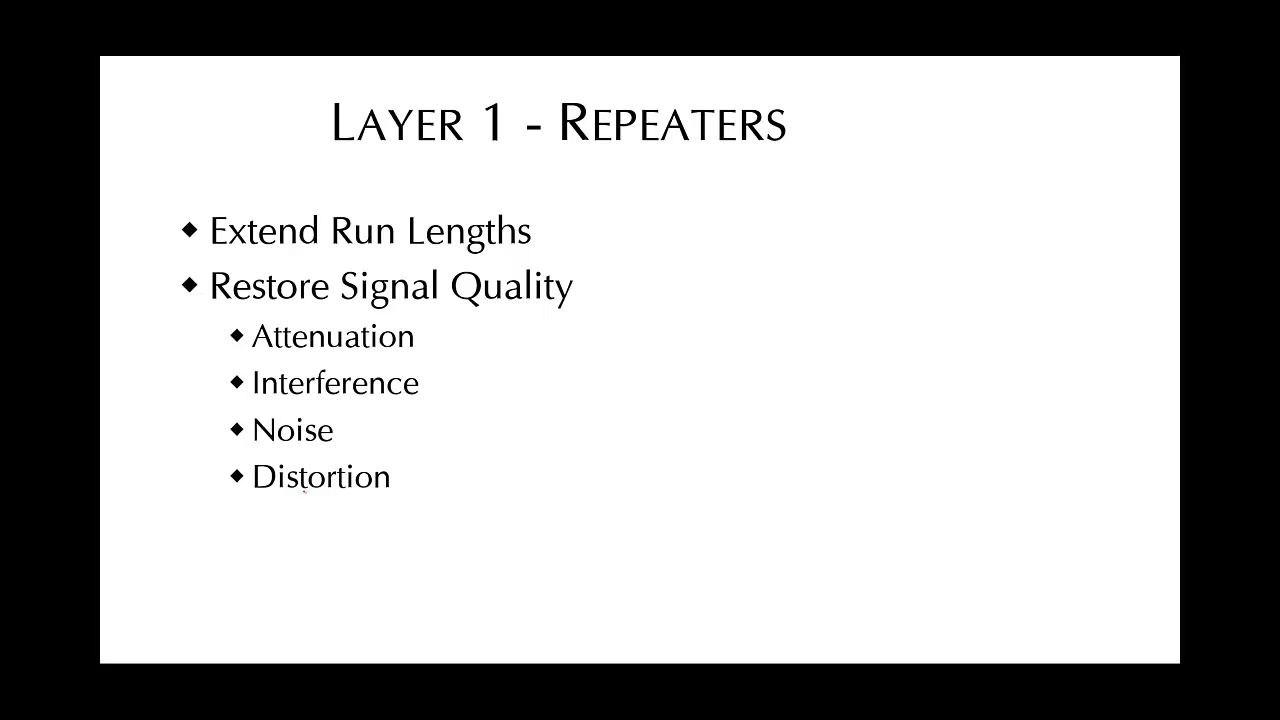 LAYER 1 - REPEATERS
◆ Extend Run Lengths
◆ Restore Signal Quality
◆ Attenuation
◆ Interference
◆ Noise
◆ Distortion